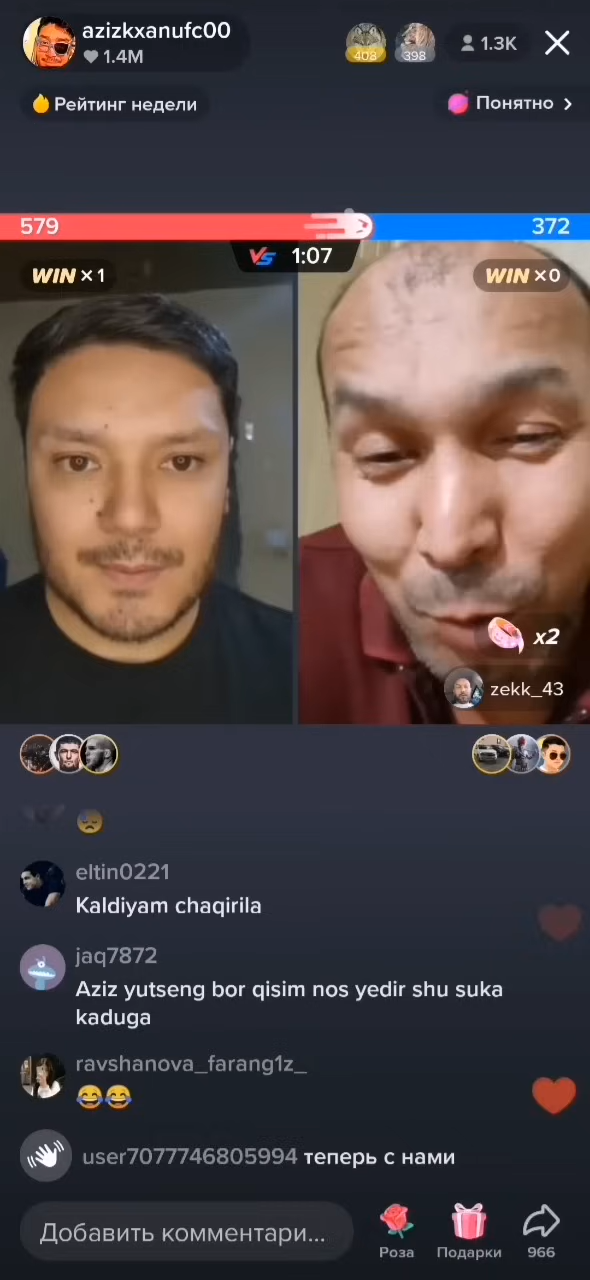 azizkxanufc00
1.4M
408
398
1.3K
Рейтинг недели
Понятно
579
372
VS 1:07
WIN × 1
WIN × 0
x2
zekk_43
eltin0221
Kaldiyam chaqirila
jaq7872
Aziz yutseng bor qisim nos yedir shu suka
kaduga
ravshanova_farang1z_
user7077746805994 теперь с нами
Добавить комментари...
Роза
Подарки
966